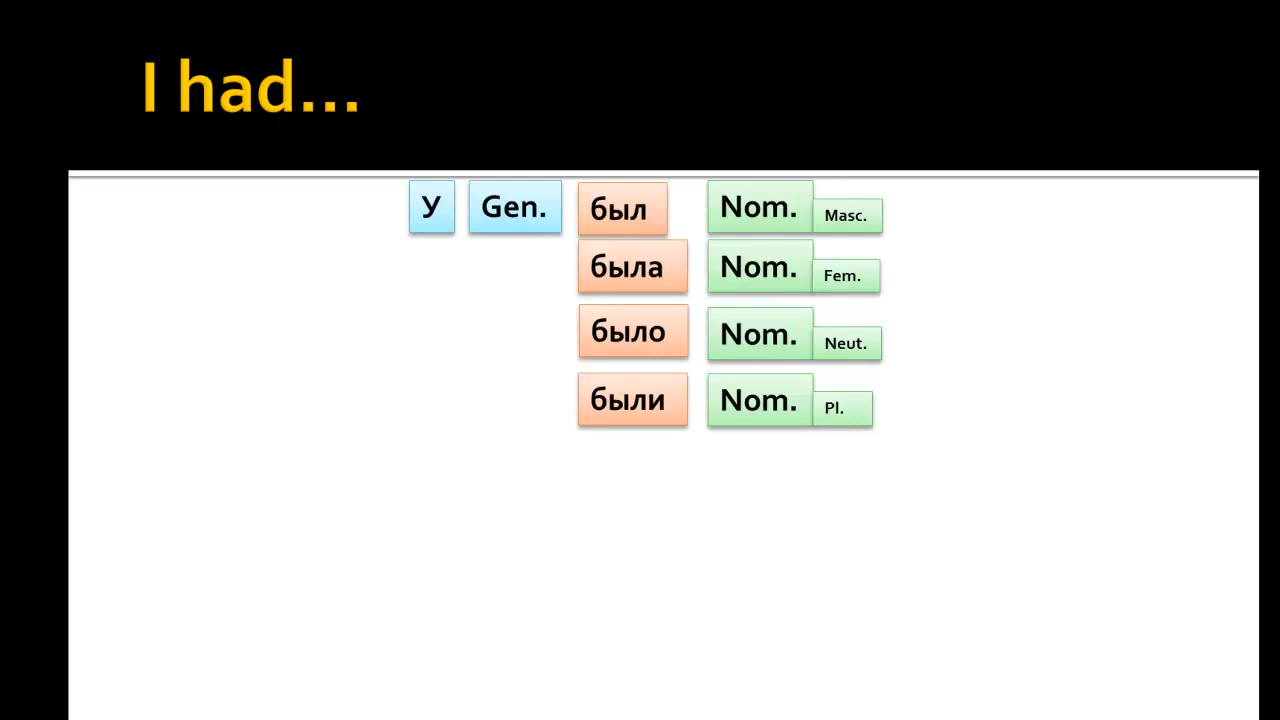 I had...
У Gen. был Nom. Masc.
была Nom. Fem.
было Nom. Neut.
были Nom. Pl.